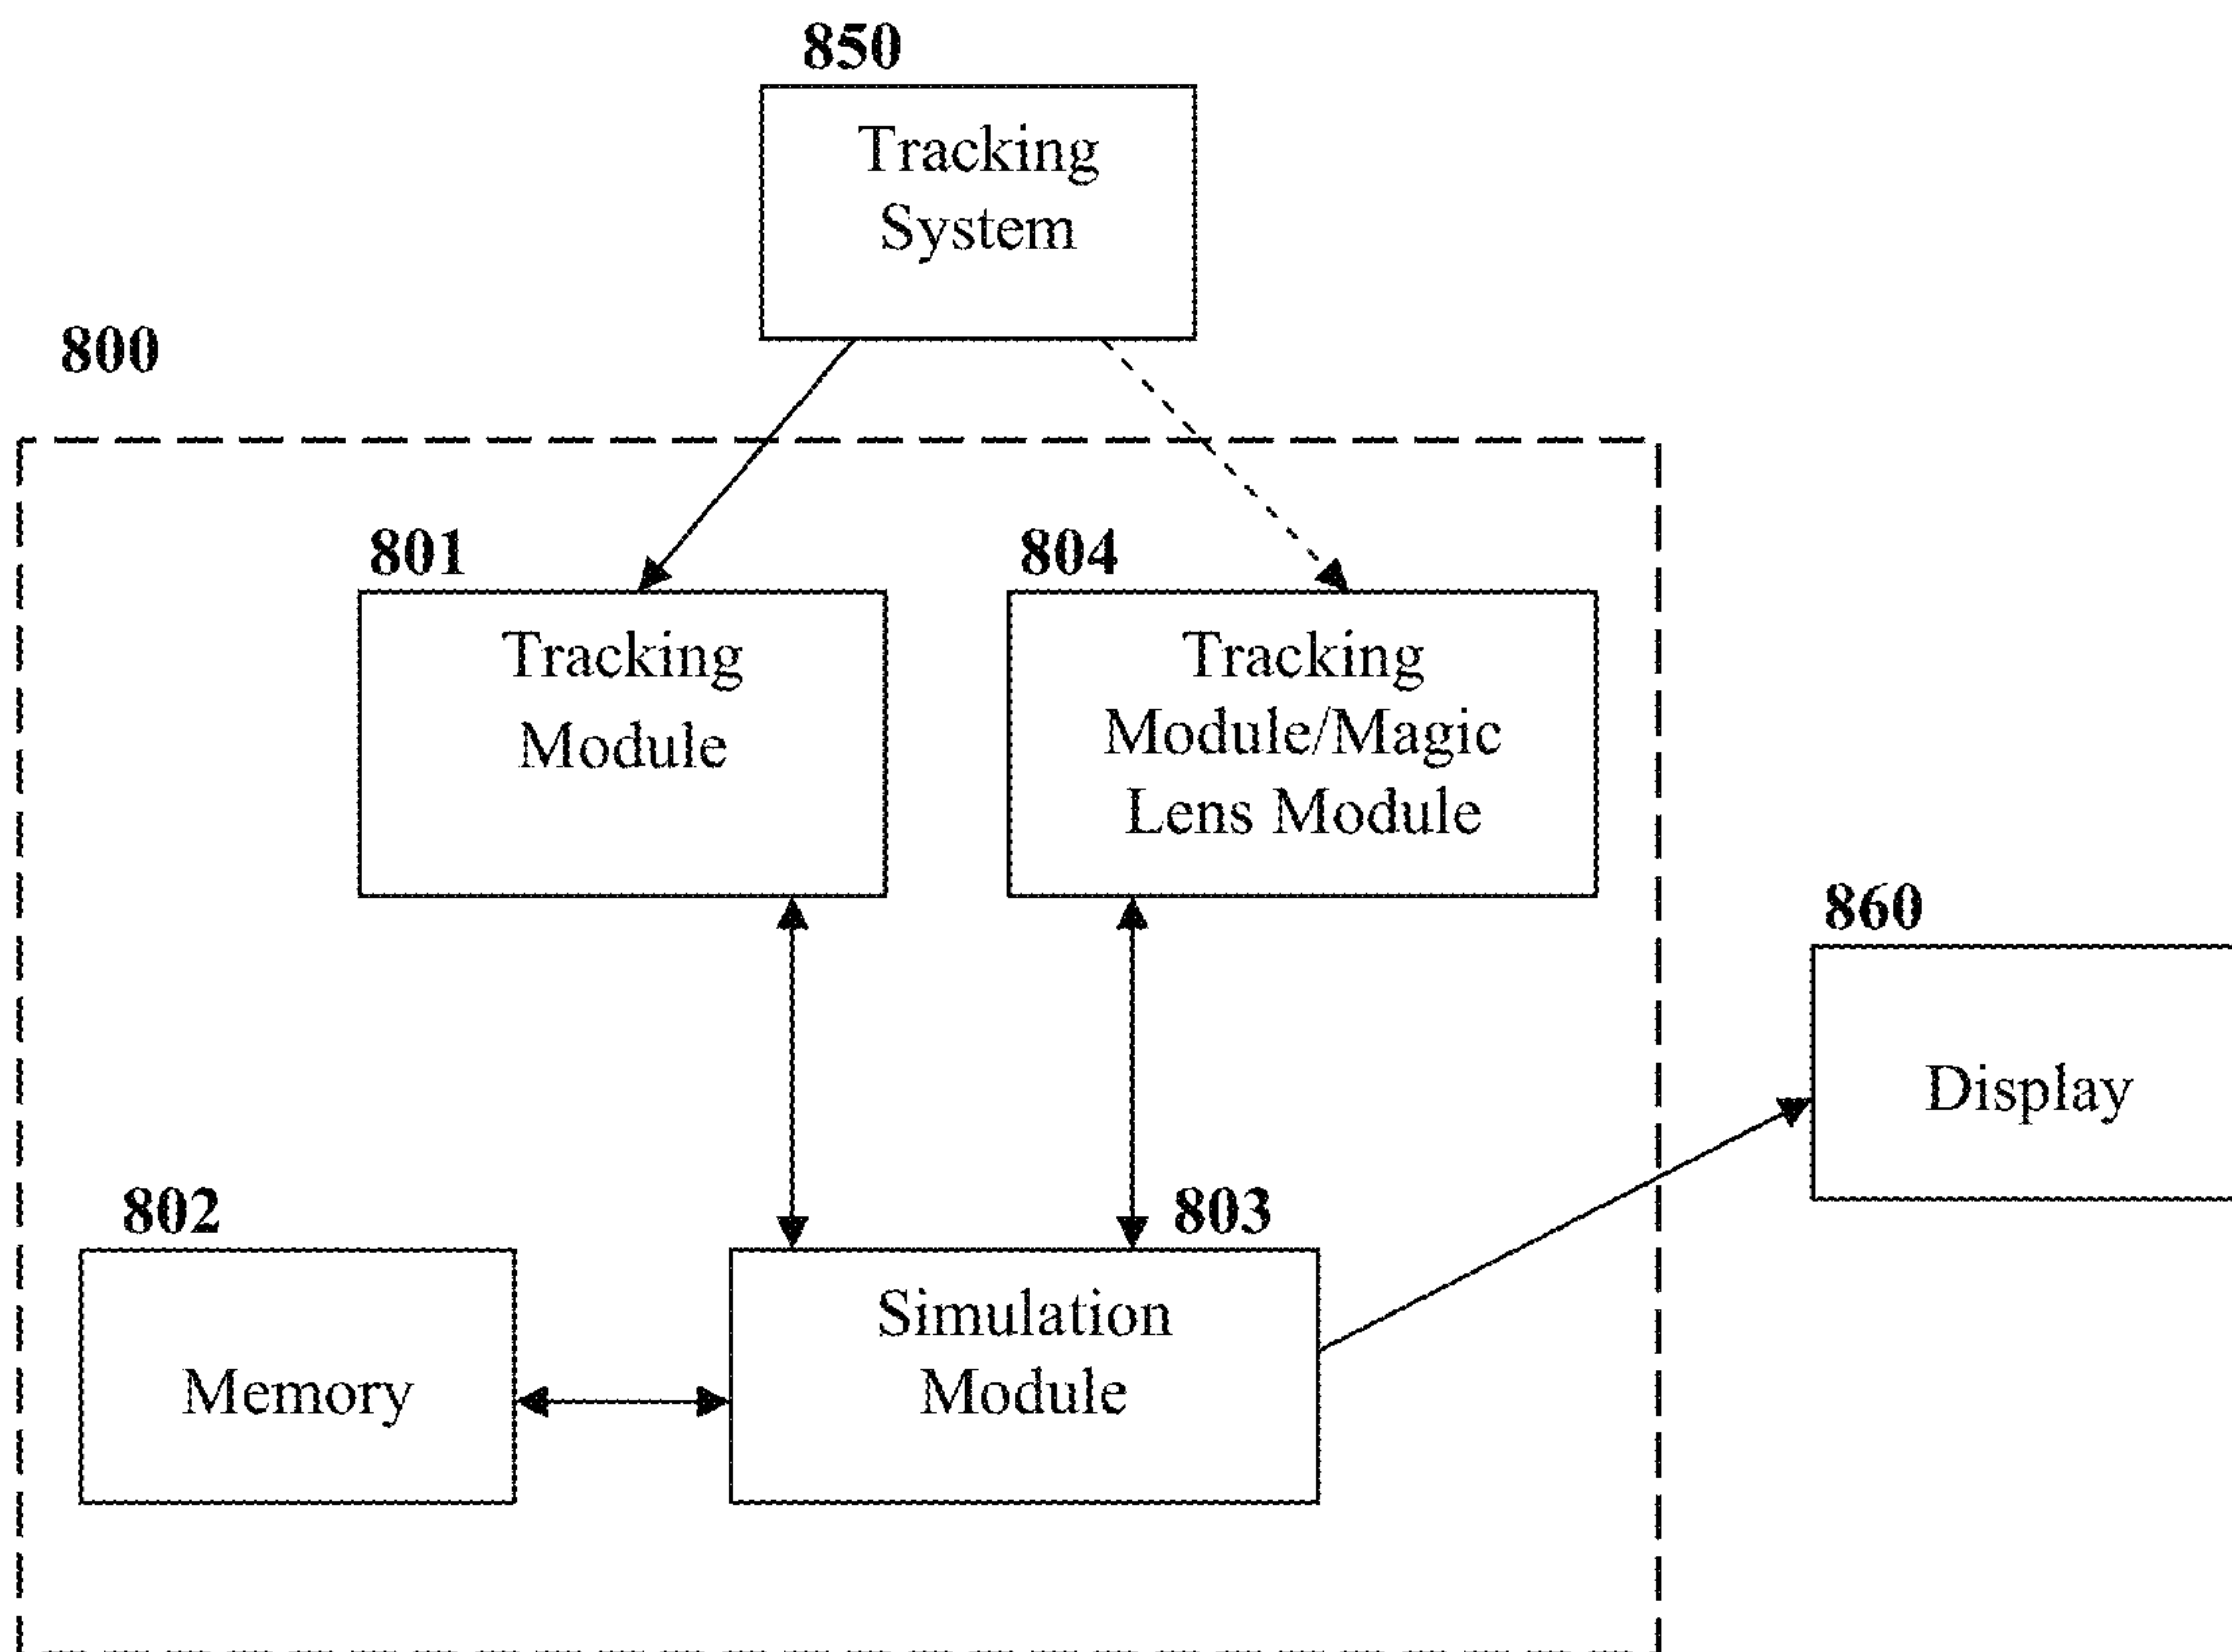 850
Tracking
System
800
801
Tracking
Module
804
Tracking
Module/Magic
Lens Module
860
Display
802
Memory
803
Simulation
Module